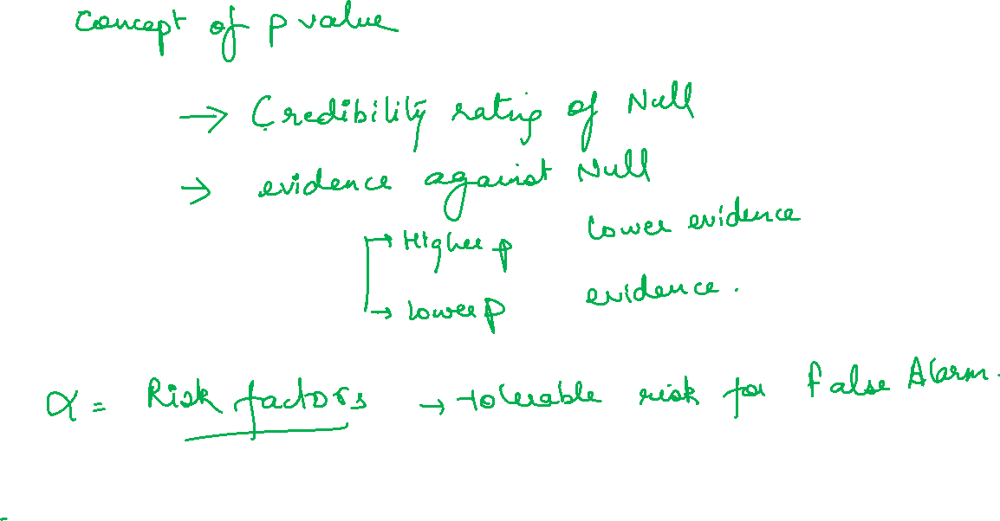 Concept of p value
→ Credibility rating of Null
→ evidence against Null
→ Higher p lower evidence
→ lower p evidence.
α = Risk factors → tolerable risk for false Alarm.